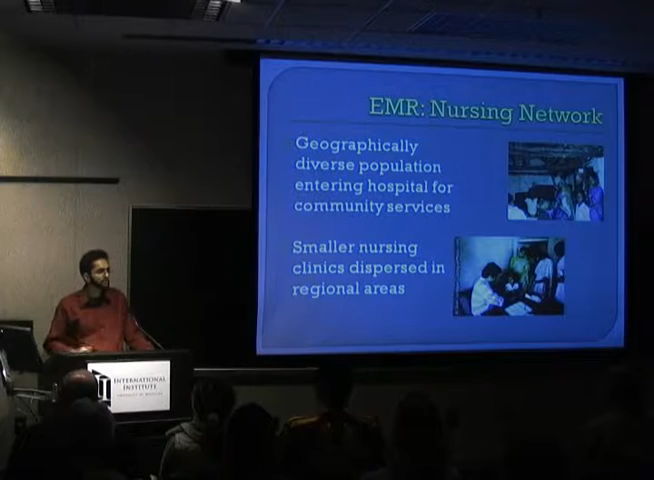 EMR: Nursing Network
Geographically
diverse population
entering hospital for
community services
Smaller nursing
clinics dispersed in
regional areas
INTERNATIONAL
INSTITUTE